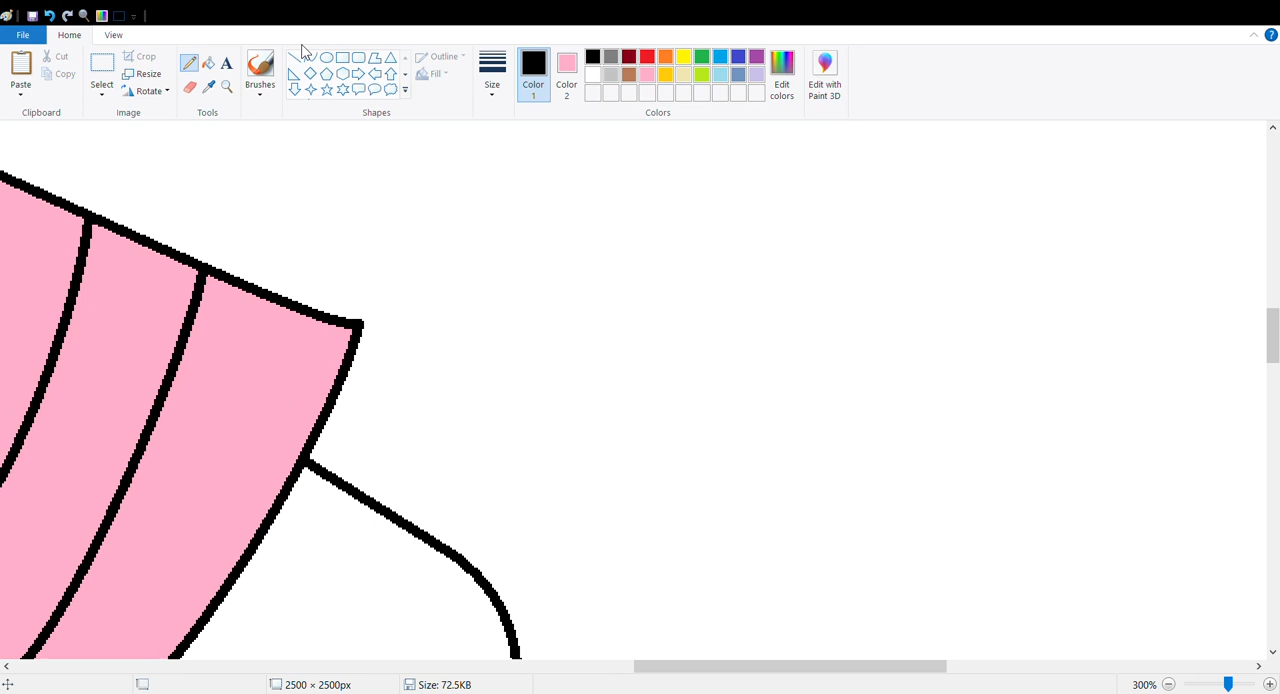 File Home View
Paste Cut Copy Clipboard
Select Crop Resize Rotate Image
A Tools
Brushes
Outline Fill Shapes
Size
Color 1 Color 2 Edit colors Colors
Edit with Paint 3D
?
2500 × 2500px Size: 72.5KB 300%